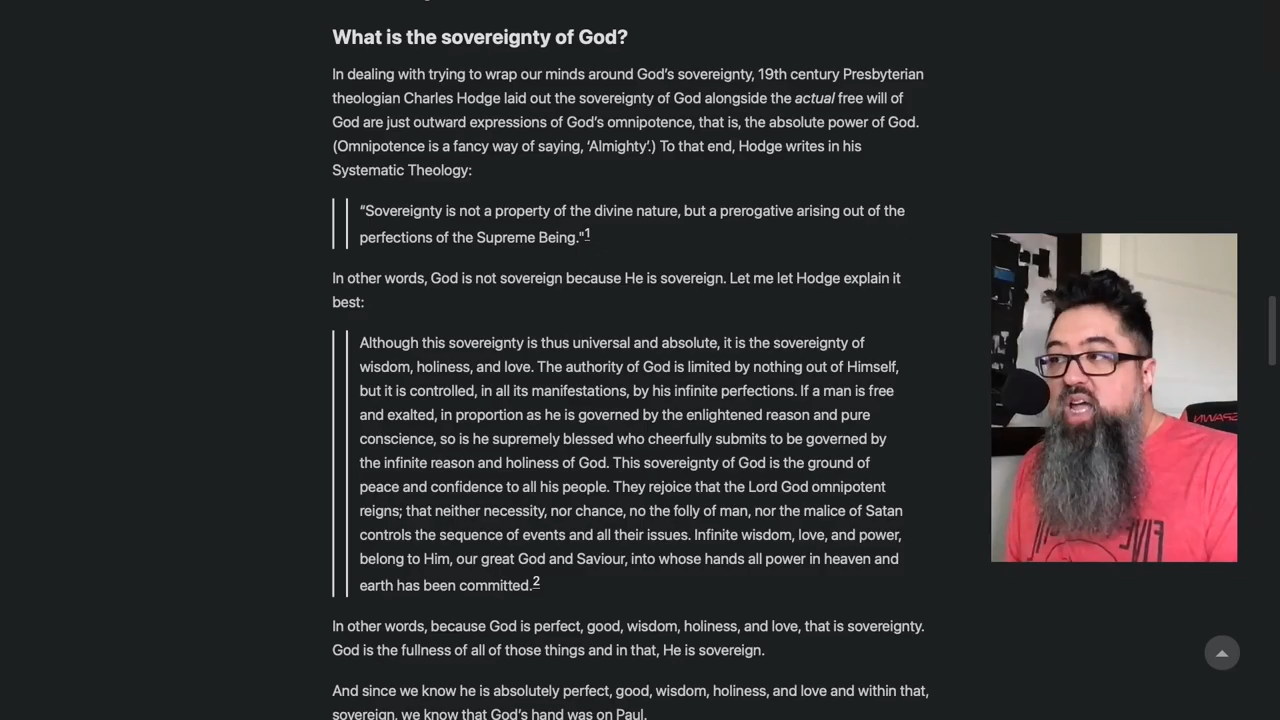 What is the sovereignty of God?
In dealing with trying to wrap our minds around God’s sovereignty, 19th century Presbyterian
theologian Charles Hodge laid out the sovereignty of God alongside the actual free will of
God are just outward expressions of God’s omnipotence, that is, the absolute power of God.
(Omnipotence is a fancy way of saying, ‘Almighty’.) To that end, Hodge writes in his
Systematic Theology:
“Sovereignty is not a property of the divine nature, but a prerogative arising out of the
perfections of the Supreme Being."1
In other words, God is not sovereign because He is sovereign. Let me let Hodge explain it
best:
Although this sovereignty is thus universal and absolute, it is the sovereignty of
wisdom, holiness, and love. The authority of God is limited by nothing out of Himself,
but it is controlled, in all its manifestations, by his infinite perfections. If a man is free
and exalted, in proportion as he is governed by the enlightened reason and pure
conscience, so is he supremely blessed who cheerfully submits to be governed by
the infinite reason and holiness of God. This sovereignty of God is the ground of
peace and confidence to all his people. They rejoice that the Lord God omnipotent
reigns; that neither necessity, nor chance, no the folly of man, nor the malice of Satan
controls the sequence of events and all their issues. Infinite wisdom, love, and power,
belong to Him, our great God and Saviour, into whose hands all power in heaven and
earth has been committed.2
In other words, because God is perfect, good, wisdom, holiness, and love, that is sovereignty.
God is the fullness of all of those things and in that, He is sovereign.
And since we know he is absolutely perfect, good, wisdom, holiness, and love and within that,
sovereign, we know that God’s hand was on Paul.